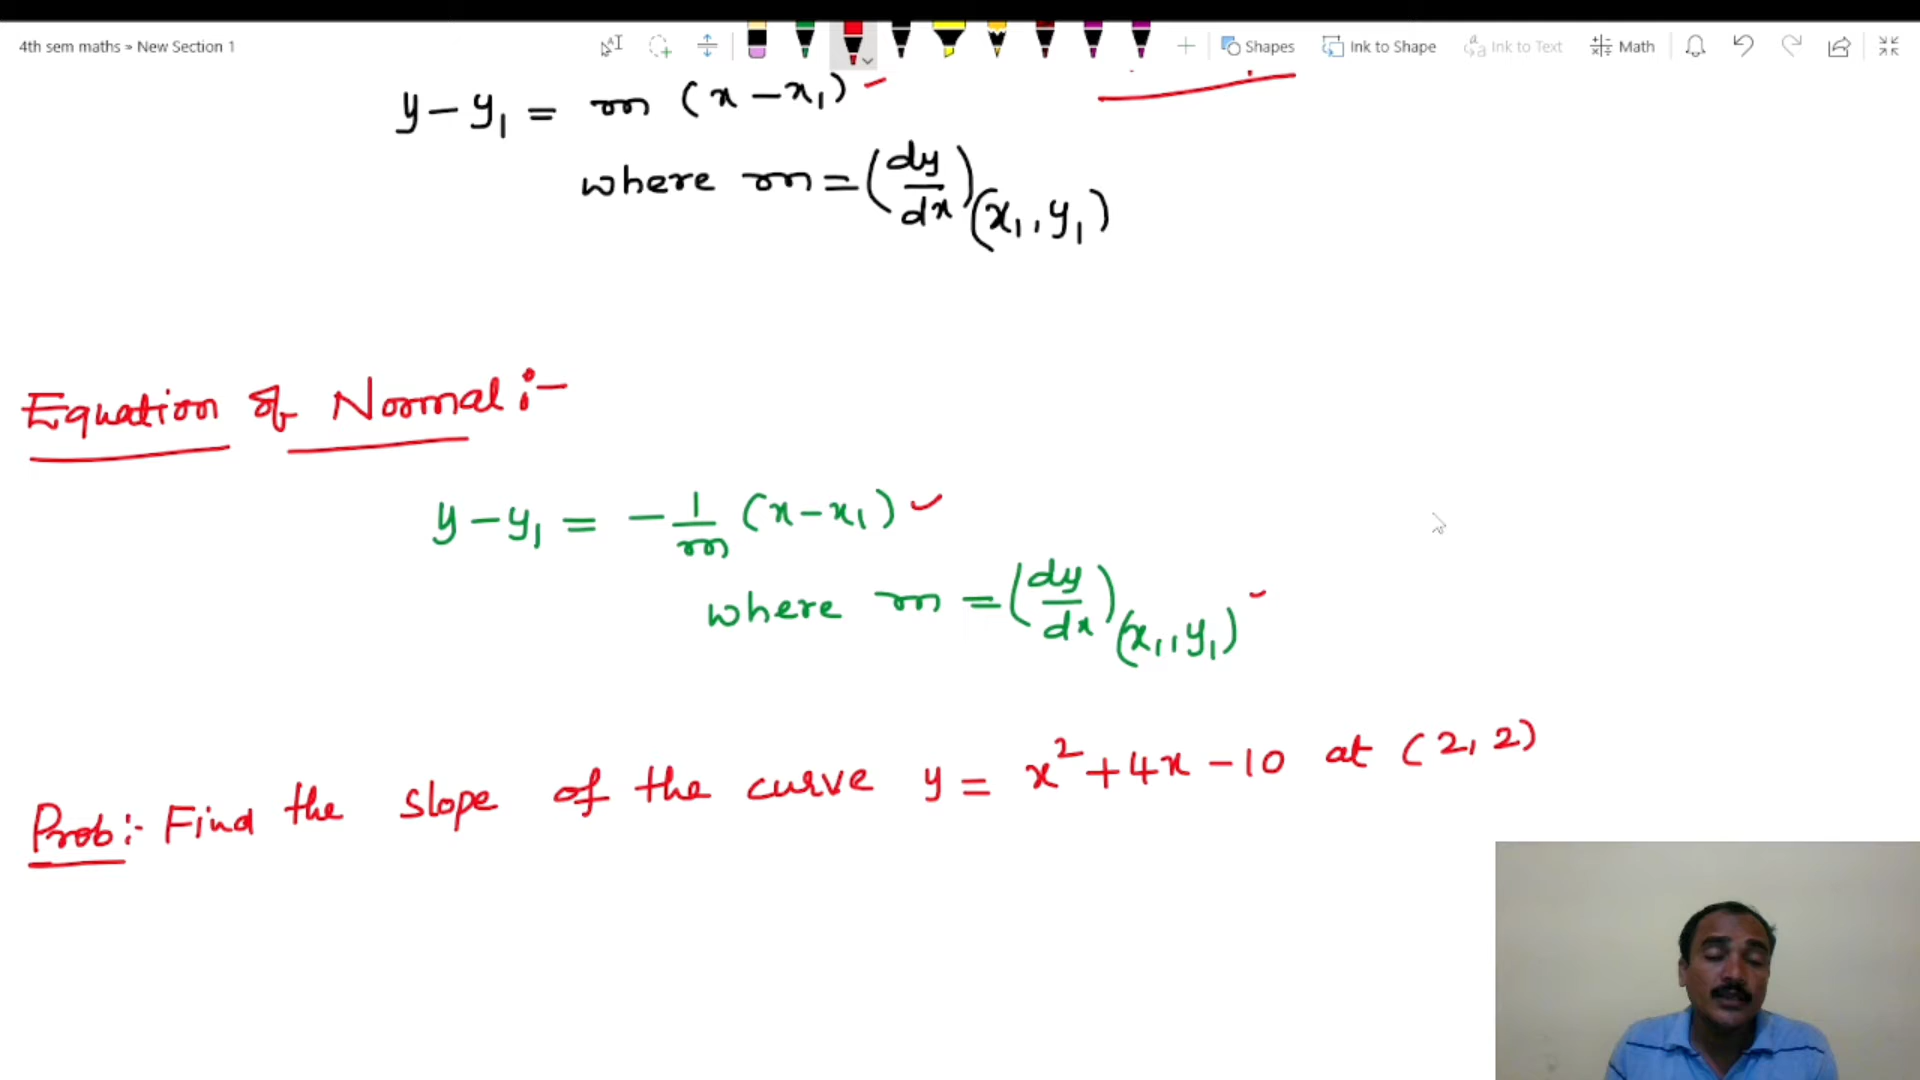 4th sem maths » New Section 1
Shapes Ink to Shape Ink to Text Math
y - y₁ = m (x - x₁)
where m = (dy/dx)(x₁, y₁)
Equation of Normal :-
y - y₁ = - 1/m (x - x₁)
where m = (dy/dx)(x₁, y₁)
Prob:- Find the slope of the curve y = x² + 4x - 10 at (2, 2)